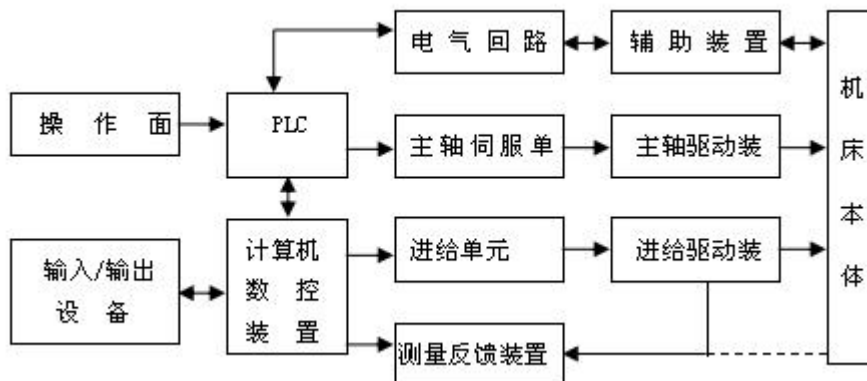 电气回路
辅助装置
操作面
PLC
主轴伺服单
主轴驱动装
机
床
本
体
输入/输出
设备
计算机
数控
装置
进给单元
进给驱动装
测量反馈装置